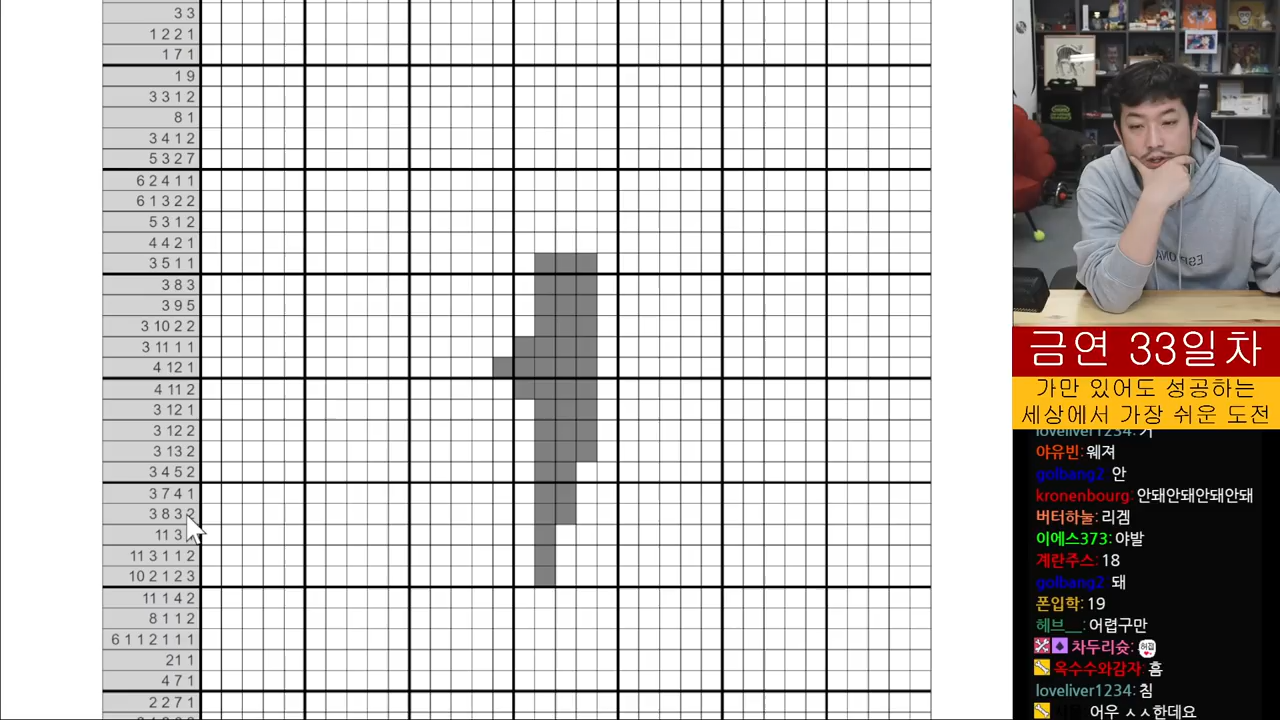 3 3
1 2 2 1
1 7 1
1 9
3 3 1 2
8 1
3 4 1 2
5 3 2 7
6 2 4 1 1
6 1 3 2 2
5 3 1 2
4 4 2 1
3 5 1 1
3 8 3
3 9 5
3 10 2 2
3 11 1 1
4 12 1
4 11 2
3 12 1
3 12 2
3 13 2
3 4 5 2
3 7 4 1
3 8 3 2
11 3
11 3 1 1 2
10 2 1 2 3
11 1 4 2
8 1 1 2
6 1 1 2 1 1 1
21 1
4 7 1
2 2 7 1
금연 33일차
가만 있어도 성공하는
세상에서 가장 쉬운 도전
loveliver1234:
야유빈: 웨져
golbang2 안
kronenbourg: 안돼안돼안돼안돼
버터하눌: 리겜
이에스373: 야발
계란주스: 18
golbang2 돼
폰입학: 19
헤브__: 어렵구만
차두리슛:
옥수수와감자: 흠
loveliver1234: 침
어우 ㅅㅅ한데요